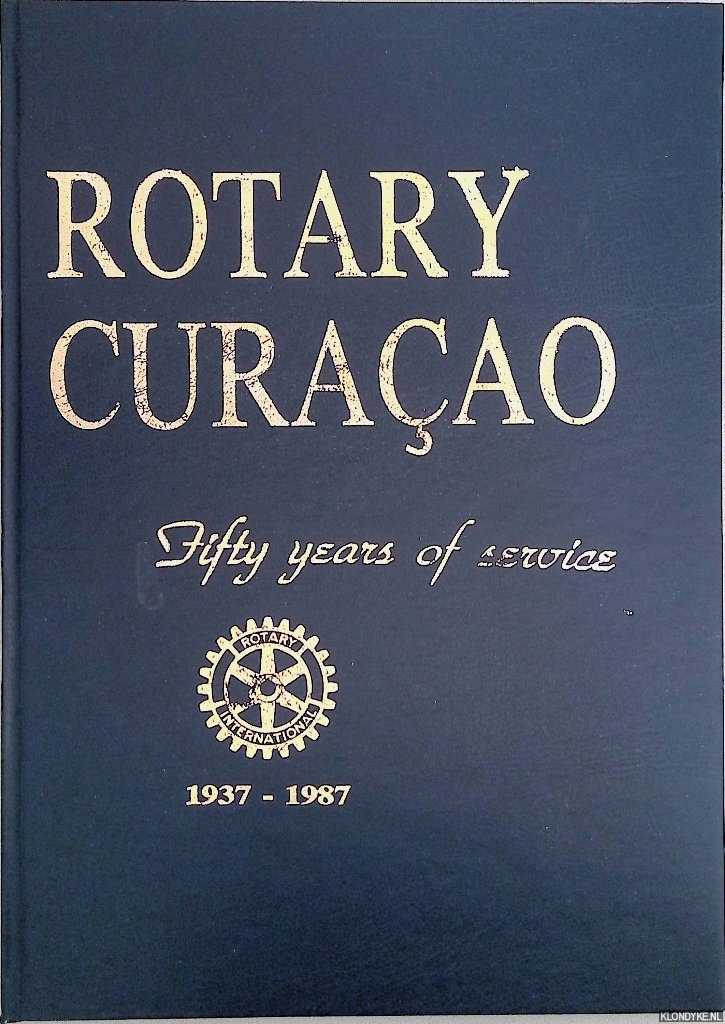 ROTARY
CURAÇAO
Fifty years of service
ROTARY
INTERNATIONAL
1937 - 1987
KLONDYKE.NL